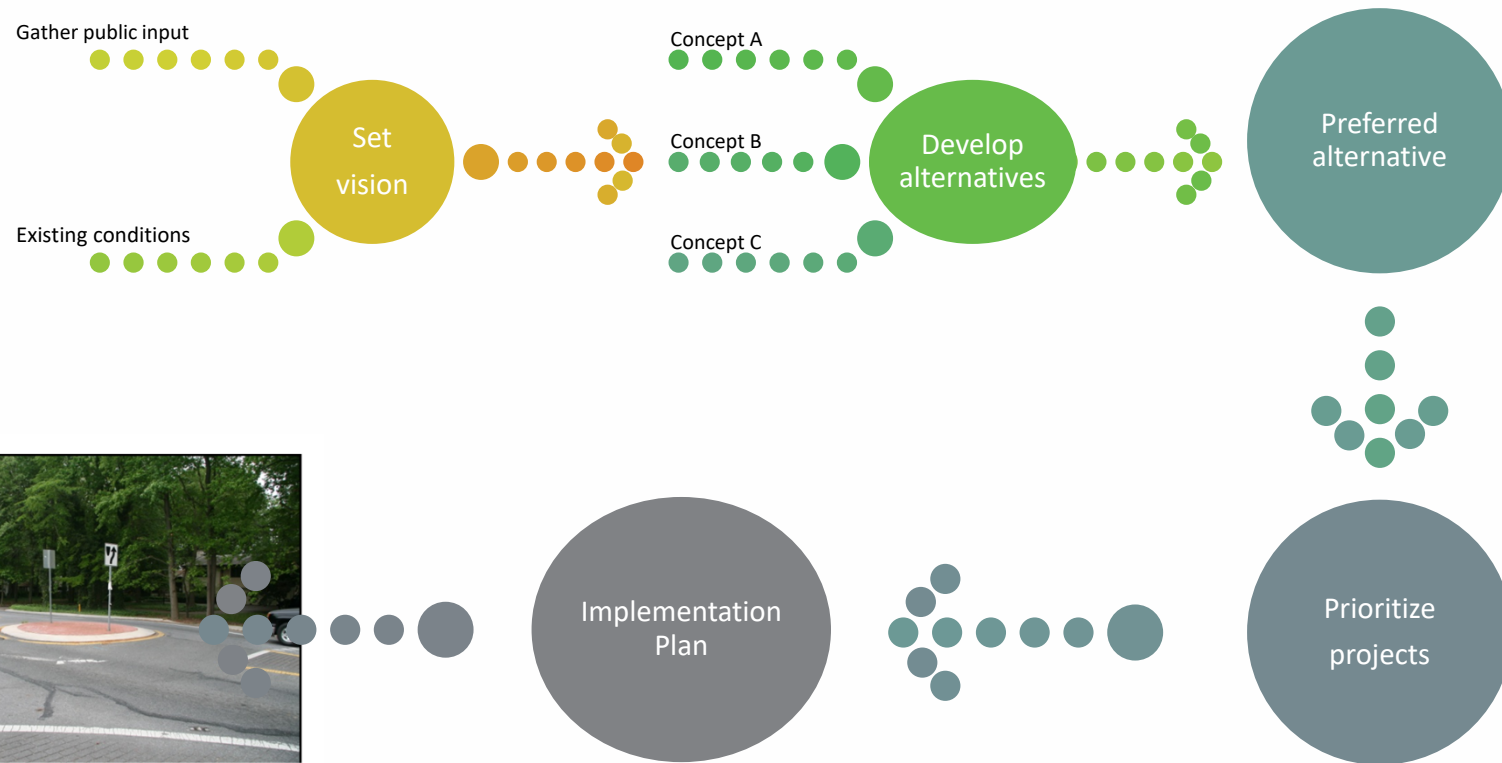 Gather public input
Existing conditions
Set
vision
Concept A
Concept B
Concept C
Develop
alternatives
Preferred
alternative
Prioritize
projects
Implementation
Plan